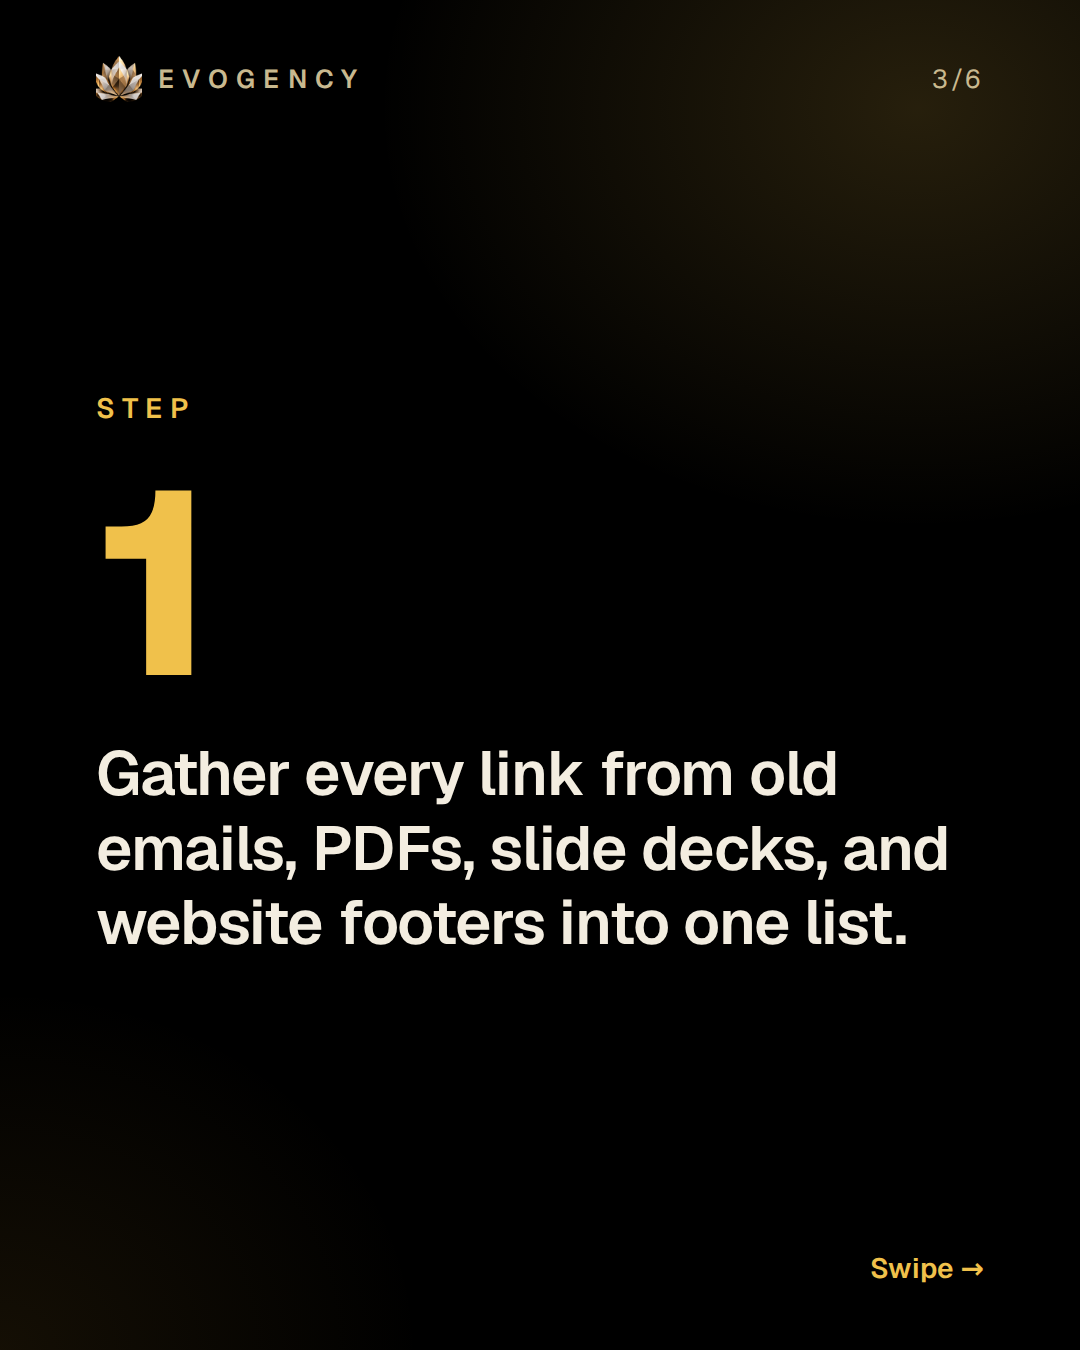 EVOGENCY
3/6
STEP
1
Gather every link from old
emails, PDFs, slide decks, and
website footers into one list.
Swipe →